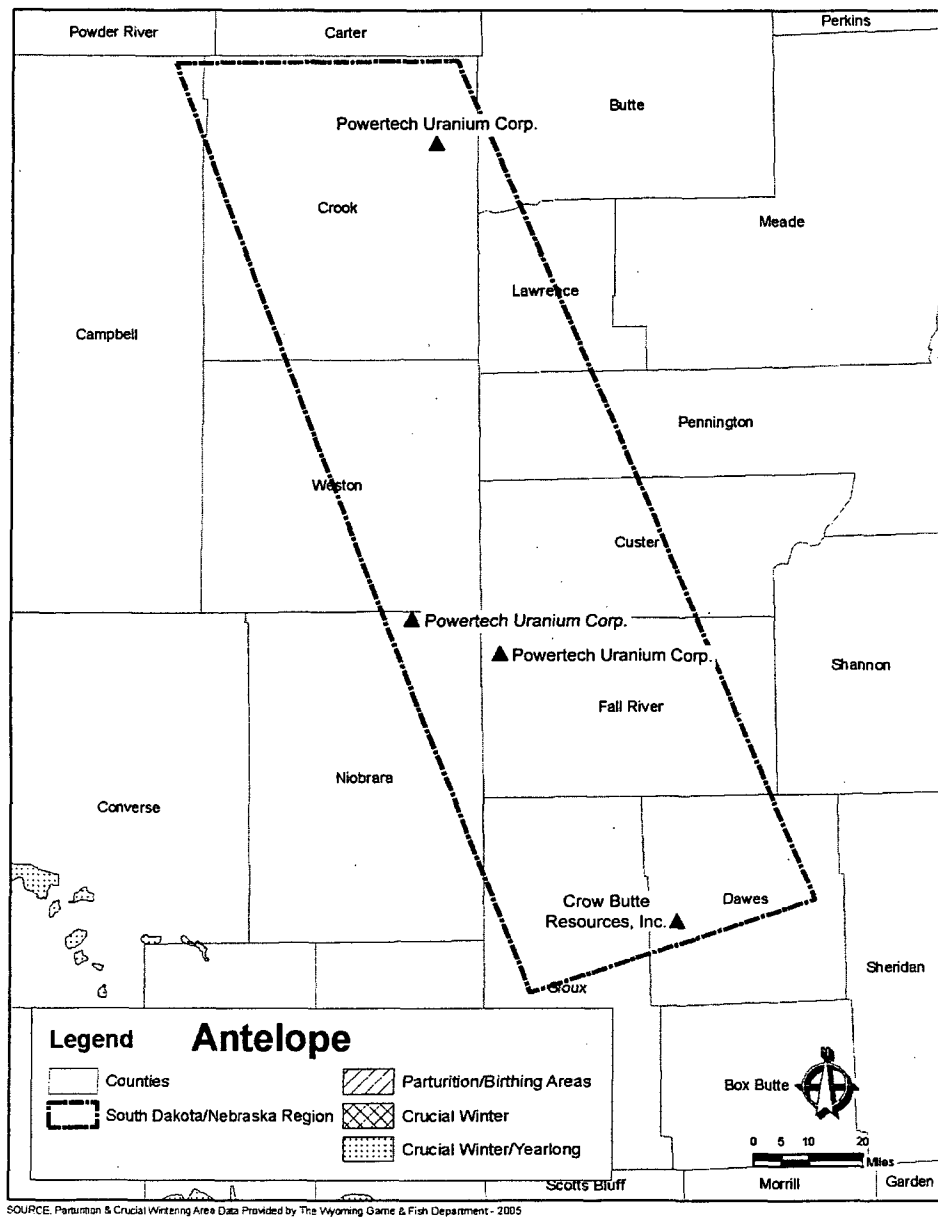 Powder River
Carter
Perkins
Butte
Powertech Uranium Corp.
Crook
Meade
Lawrence
Campbell
Pennington
Weston
Custer
Powertech Uranium Corp.
Powertech Uranium Corp.
Shannon
Fall River
Niobrara
Converse
Crow Butte
Resources, Inc.
Dawes
Sheridan
Sioux
Legend
Antelope
Counties
South Dakota/Nebraska Region
Parturition/Birthing Areas
Crucial Winter
Crucial Winter/Yearlong
Box Butte
N
0 5 10 20
Miles
Scotts Bluff
Morrill
Garden
SOURCE: Parturition & Crucial Wintering Area Data Provided by The Wyoming Game & Fish Department - 2005